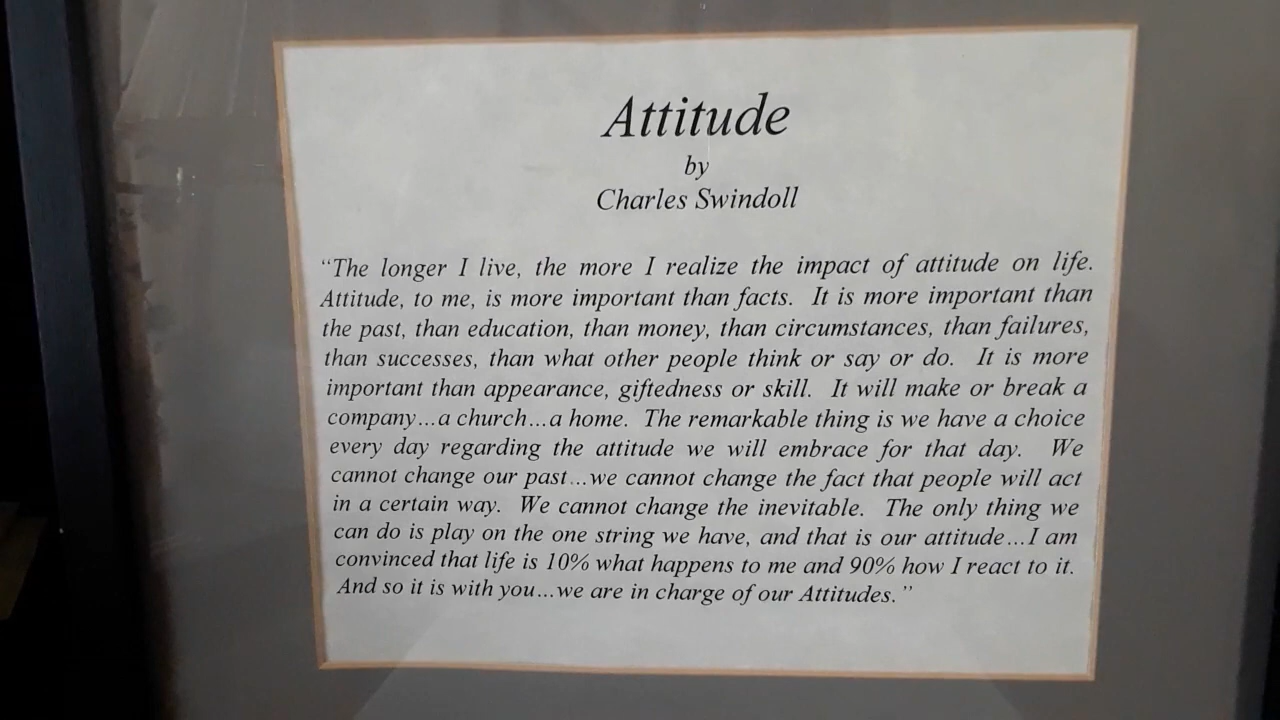 Attitude
by
Charles Swindoll
“The longer I live, the more I realize the impact of attitude on life.
Attitude, to me, is more important than facts. It is more important than
the past, than education, than money, than circumstances, than failures,
than successes, than what other people think or say or do. It is more
important than appearance, giftedness or skill. It will make or break a
company...a church...a home. The remarkable thing is we have a choice
every day regarding the attitude we will embrace for that day. We
cannot change our past...we cannot change the fact that people will act
in a certain way. We cannot change the inevitable. The only thing we
can do is play on the one string we have, and that is our attitude...I am
convinced that life is 10% what happens to me and 90% how I react to it.
And so it is with you...we are in charge of our Attitudes.”